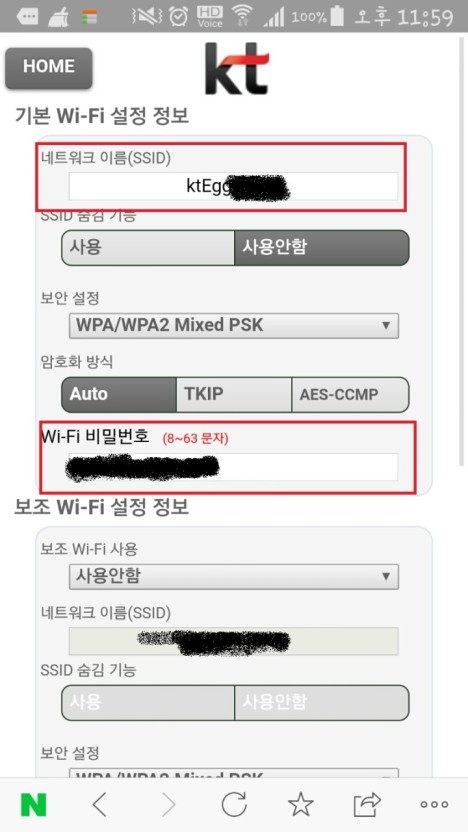 HD Voice 100% 오후 11:59
HOME
kt
기본 Wi-Fi 설정 정보
네트워크 이름(SSID)
ktEgg
SSID 숨김 기능
사용 사용안함
보안 설정
WPA/WPA2 Mixed PSK
암호화 방식
Auto TKIP AES-CCMP
Wi-Fi 비밀번호 (8~63 문자)
보조 Wi-Fi 설정 정보
보조 Wi-Fi 사용
사용안함
네트워크 이름(SSID)
SSID 숨김 기능
사용 사용안함
보안 설정
WPA/WPA2 Mixed PSK
N